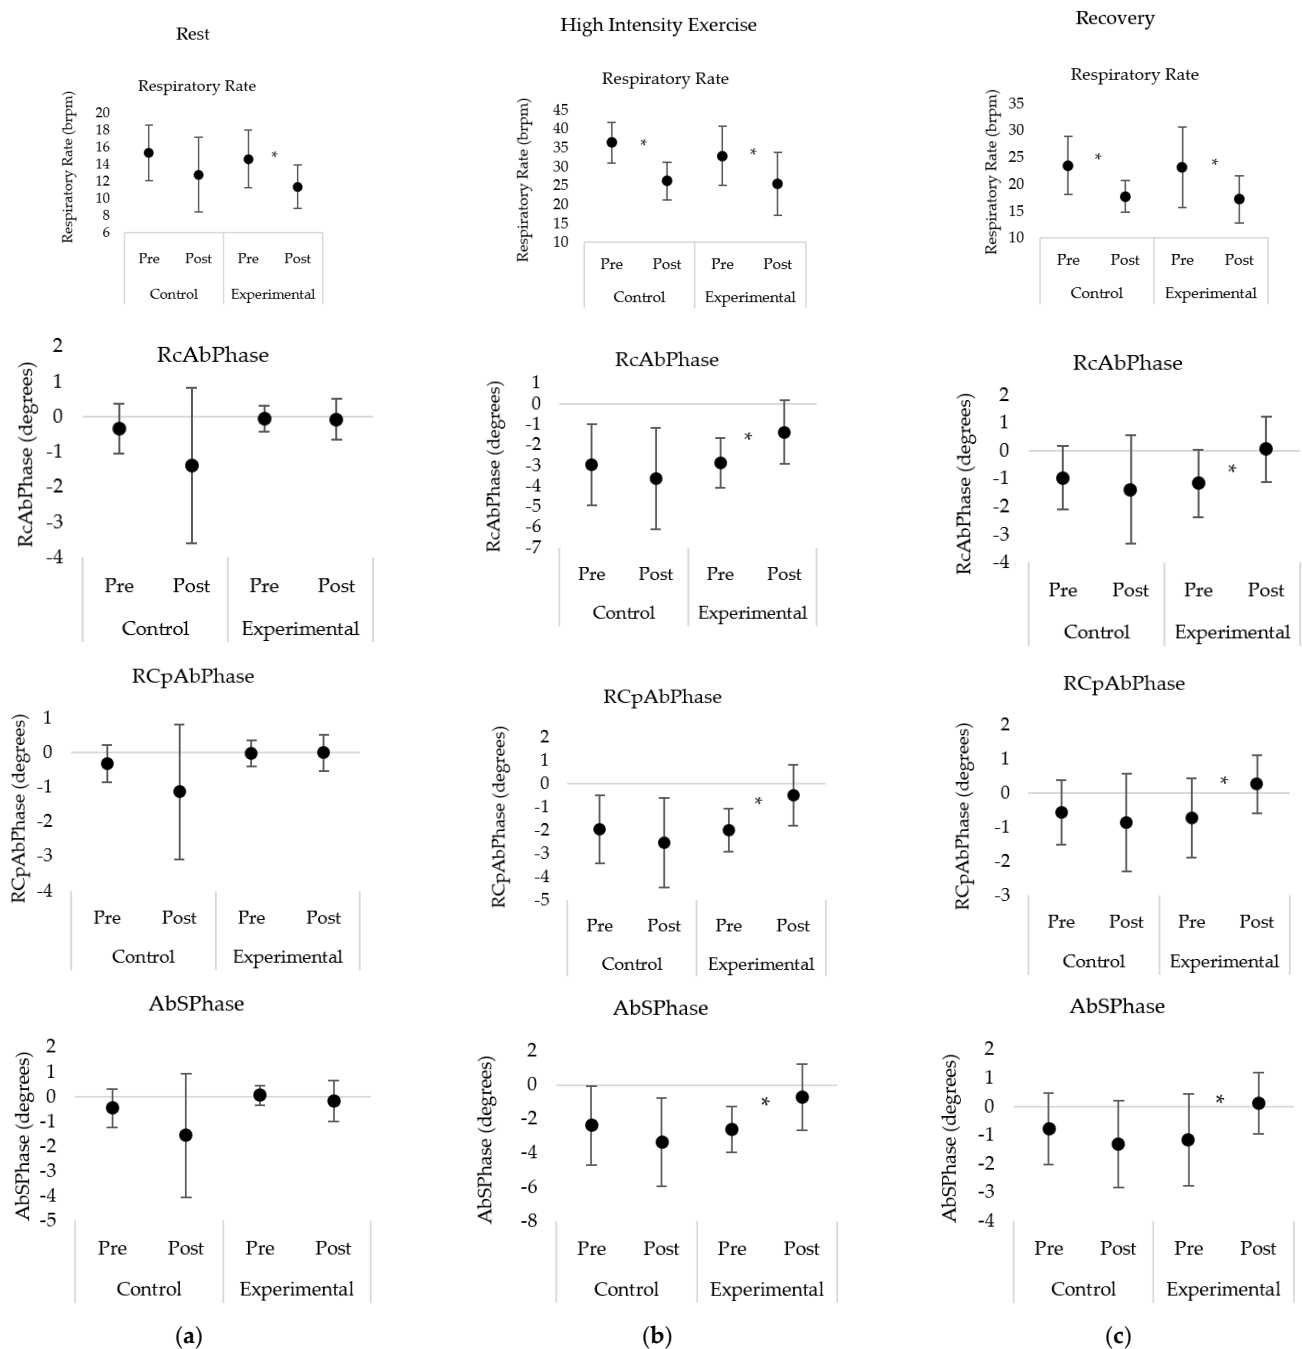 Rest
Respiratory Rate
Respiratory Rate (brpm)
20
18
16
14
12
10
8
6
*
Pre Post Pre Post
Control Experimental
High Intensity Exercise
Respiratory Rate
Respiratory Rate (brpm)
45
40
35
30
25
20
15
10
* *
Pre Post Pre Post
Control Experimental
Recovery
Respiratory Rate
Respiratory Rate (brpm)
35
30
25
20
15
10
* *
Pre Post Pre Post
Control Experimental
RcAbPhase
RcAbPhase (degrees)
2
1
0
-1
-2
-3
-4
Pre Post Pre Post
Control Experimental
RcAbPhase
RcAbPhase (degrees)
1
0
-1
-2
-3
-4
-5
-6
-7
*
Pre Post Pre Post
Control Experimental
RcAbPhase
RcAbPhase (degrees)
2
1
0
-1
-2
-3
-4
*
Pre Post Pre Post
Control Experimental
RCpAbPhase
RCpAbPhase (degrees)
1
0
-1
-2
-3
-4
Pre Post Pre Post
Control Experimental
RCpAbPhase
RCpAbPhase (degrees)
2
1
0
-1
-2
-3
-4
-5
*
Pre Post Pre Post
Control Experimental
RCpAbPhase
RCpAbPhase (degrees)
2
1
0
-1
-2
-3
*
Pre Post Pre Post
Control Experimental
AbSPhase
AbSPhase (degrees)
2
1
0
-1
-2
-3
-4
-5
Pre Post Pre Post
Control Experimental
(a)
AbSPhase
AbSPhase (degrees)
2
0
-2
-4
-6
-8
*
Pre Post Pre Post
Control Experimental
(b)
AbSPhase
AbSPhase (degrees)
2
1
0
-1
-2
-3
-4
*
Pre Post Pre Post
Control Experimental
(c)